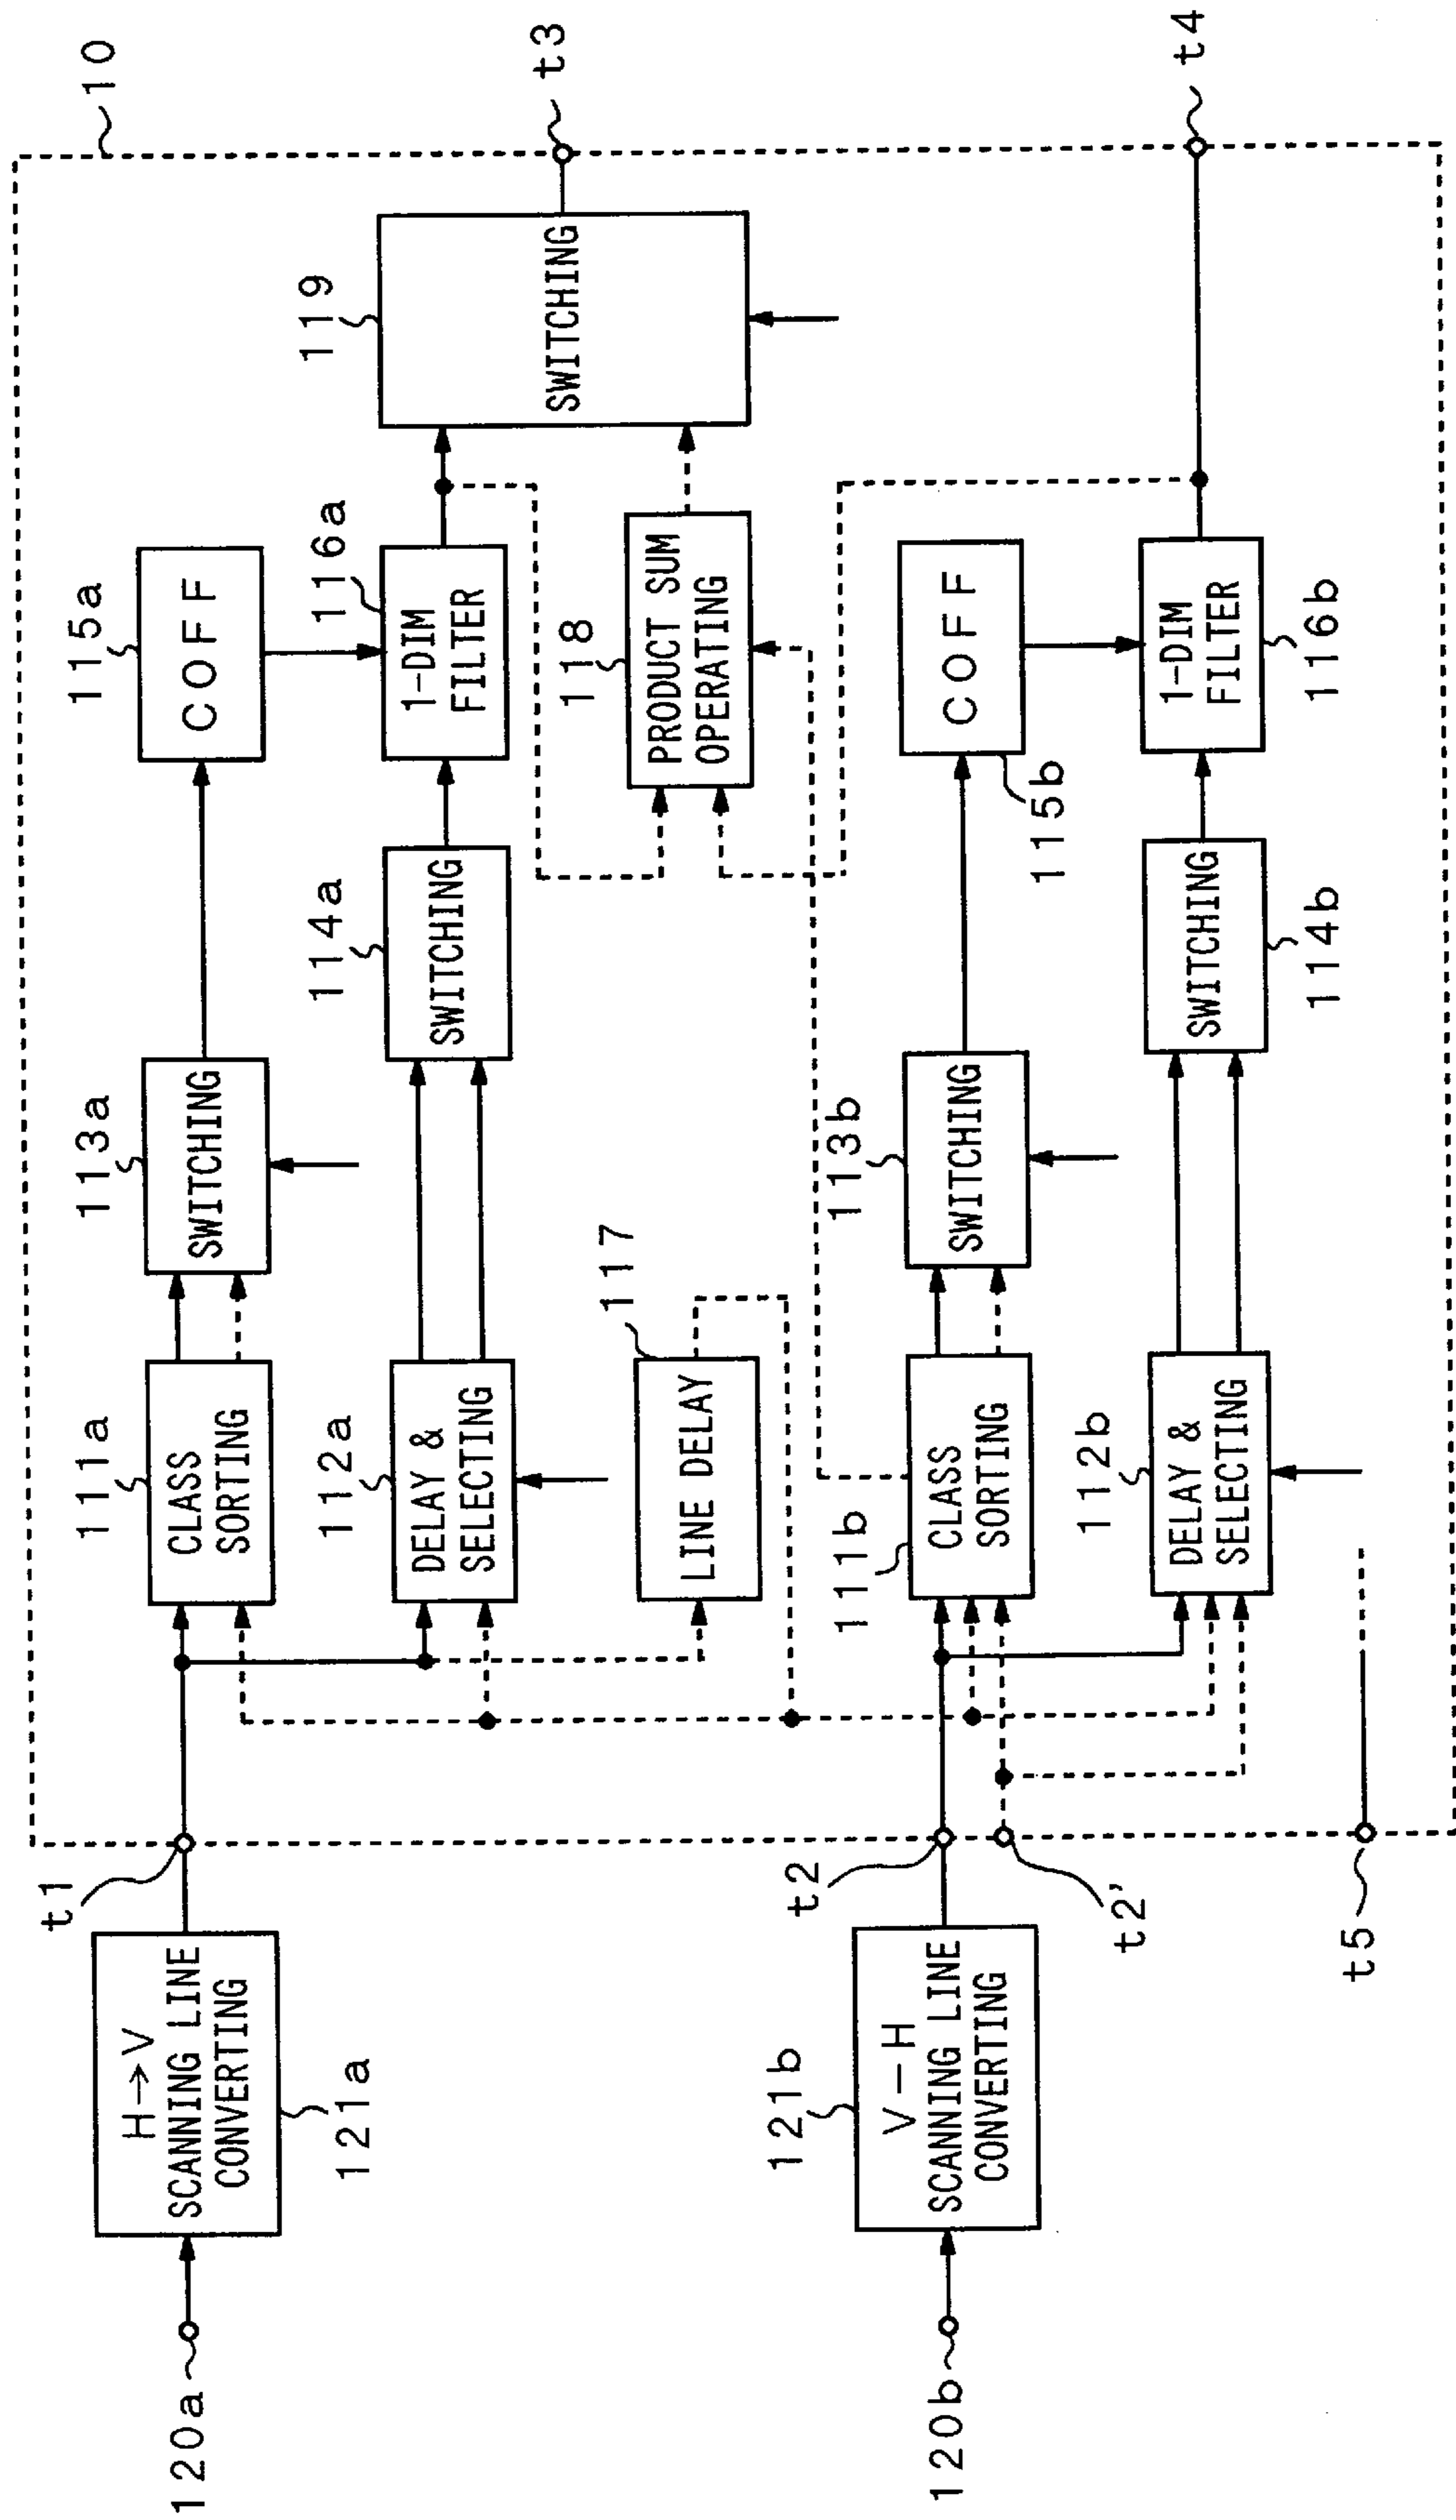 10
120a
H→V
SCANNING LINE
CONVERTING
121a
t1
111a
CLASS
SORTING
113a
SWITCHING
115a
COFF
112a
DELAY &
SELECTING
114a
SWITCHING
116a
1-DIM
FILTER
119
SWITCHING
t3
117
LINE DELAY
118
PRODUCT SUM
OPERATING
120b
121b
V-H
SCANNING LINE
CONVERTING
t2
t2'
111b
CLASS
SORTING
113b
SWITCHING
115b
COFF
112b
DELAY &
SELECTING
114b
SWITCHING
116b
1-DIM
FILTER
t4
t5